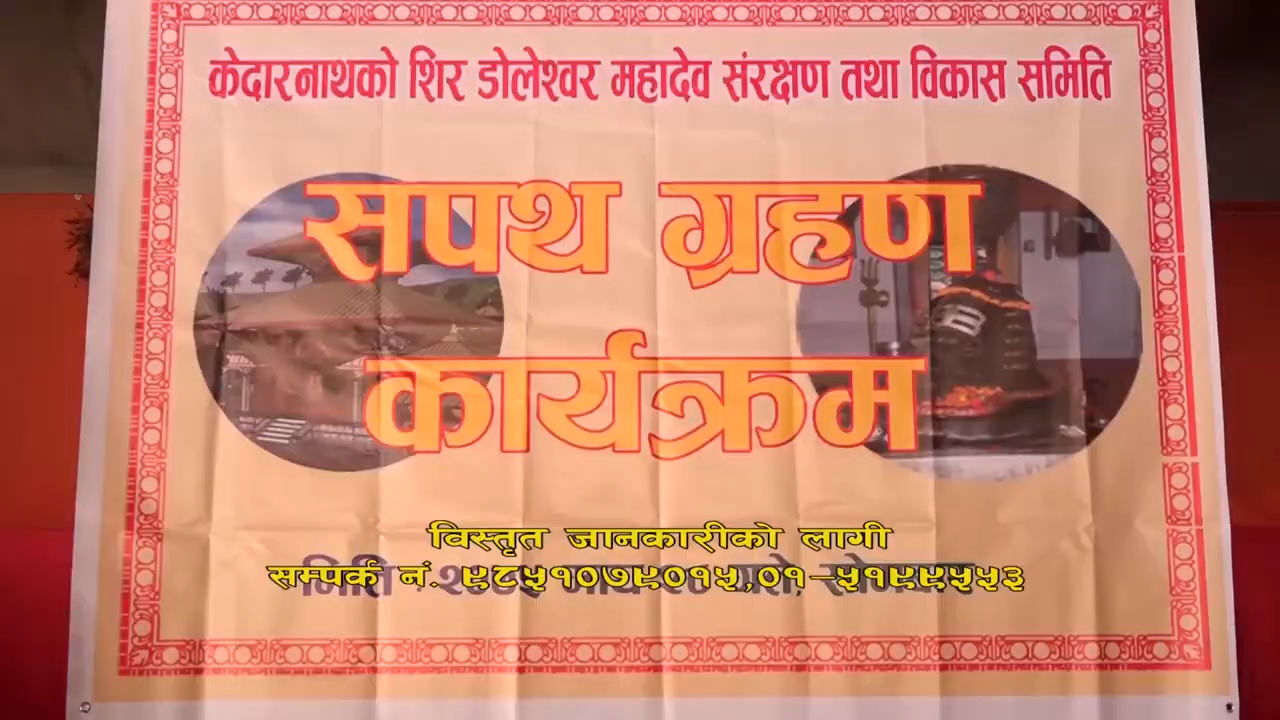 केदारनाथको शिर डोलेश्वर महादेव संरक्षण तथा विकास समिति
सपथ ग्रहण
कार्यक्रम
विस्तृत जानकारीको लागी
सम्पर्क नं. ९८५१०७९०१५,०१-५१९९५५३
मिति